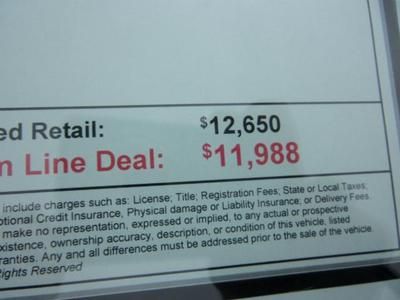 ed Retail: $12,650
m Line Deal: $11,988
include charges such as: License; Title; Registration Fees; State or Local Taxes;
ptional Credit Insurance, Physical damage or Liability Insurance; or Delivery Fees.
make no representation, expressed or implied, to any actual or prospective
existence, ownership accuracy, description, or condition of this vehicle, listed
rranties. Any and all differences must be addressed prior to the sale of the vehicle.
Rights Reserved